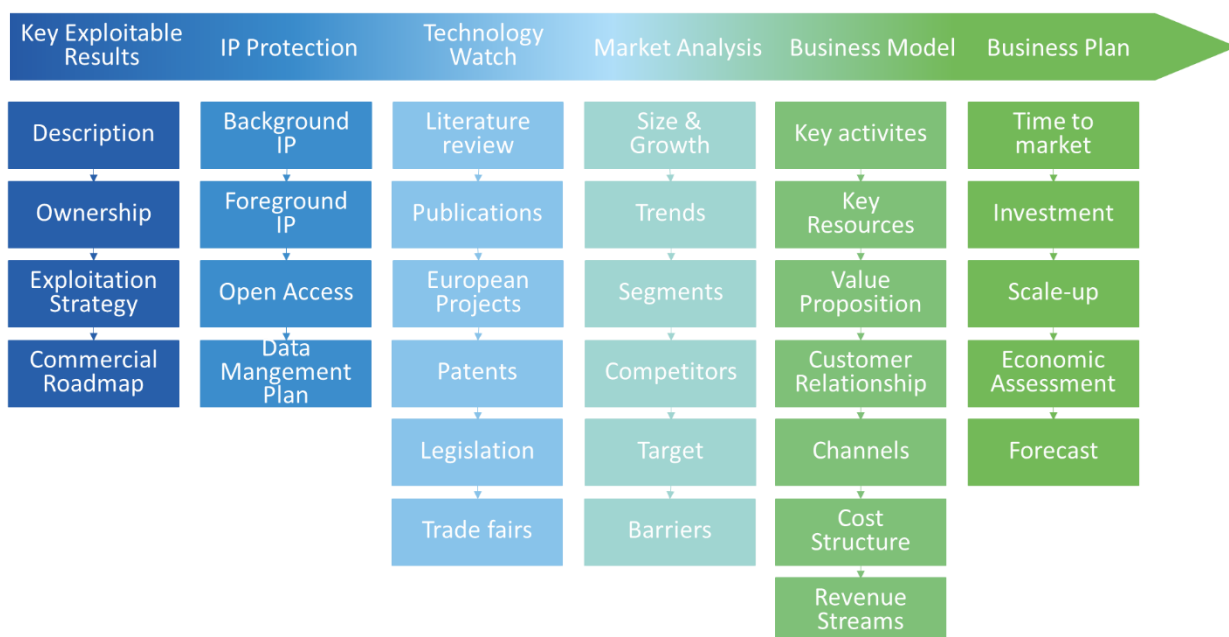 Key Exploitable
Results
IP Protection
Technology
Watch
Market Analysis
Business Model
Business Plan
Description
Ownership
Exploitation
Strategy
Commercial
Roadmap
Background
IP
Foreground
IP
Open Access
Data
Mangement
Plan
Literature
review
Publications
European
Projects
Patents
Legislation
Trade fairs
Size &
Growth
Trends
Segments
Competitors
Target
Barriers
Key activites
Key
Resources
Value
Proposition
Customer
Relationship
Channels
Cost
Structure
Revenue
Streams
Time to
market
Investment
Scale-up
Economic
Assessment
Forecast